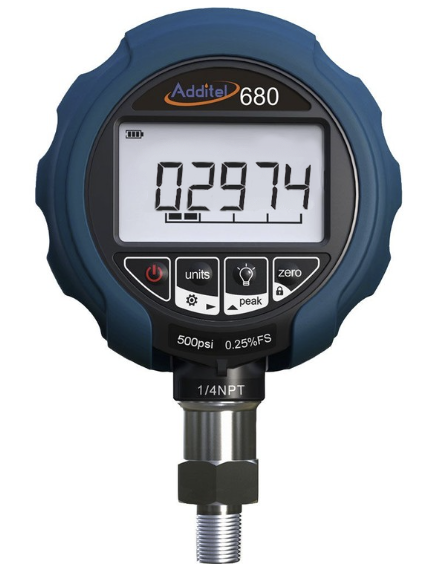 Additel 680
02974
units
zero
peak
500psi 0.25%FS
1/4NPT